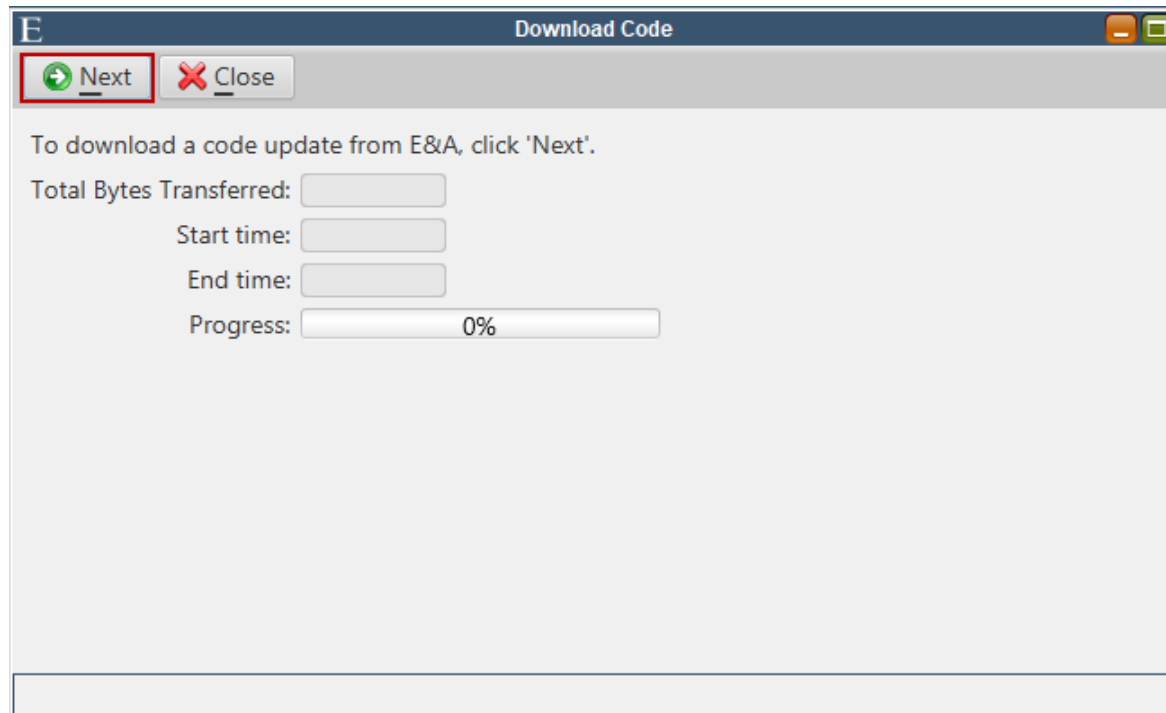 E Download Code
Next Close
To download a code update from E&A, click 'Next'.
Total Bytes Transferred:
Start time:
End time:
Progress: 0%